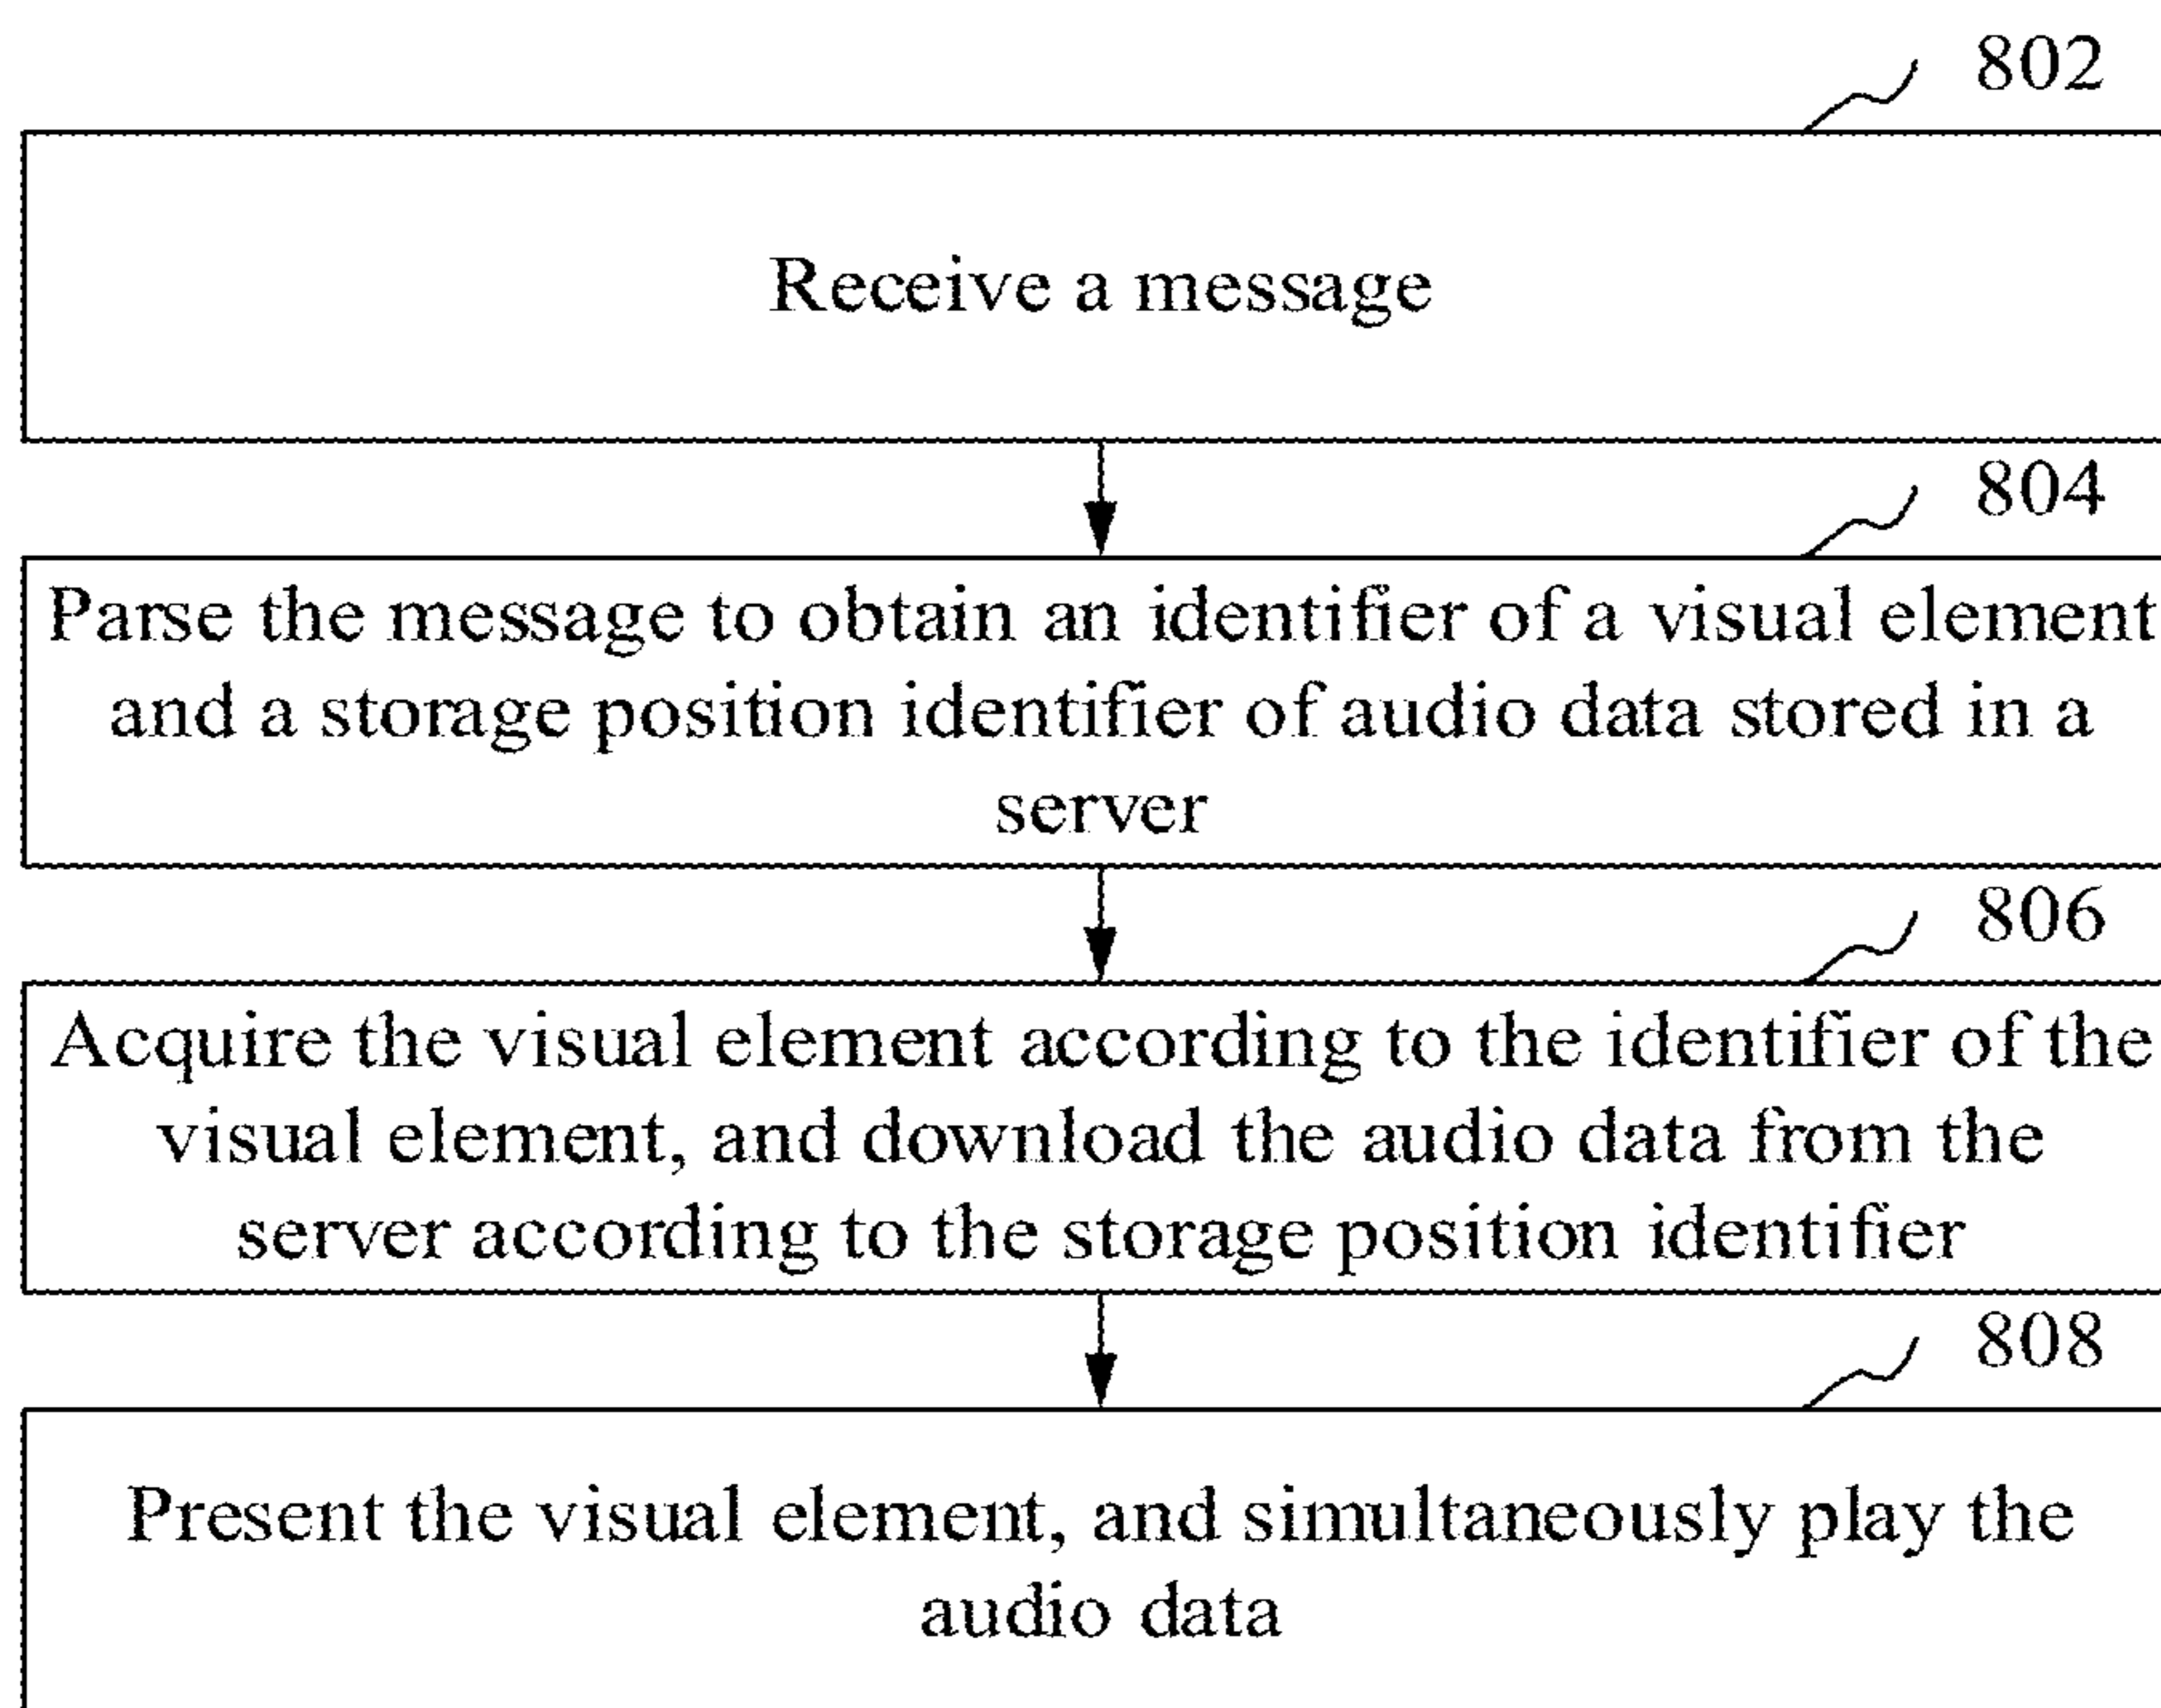 802
Receive a message
804
Parse the message to obtain an identifier of a visual element
and a storage position identifier of audio data stored in a
server
806
Acquire the visual element according to the identifier of the
visual element, and download the audio data from the
server according to the storage position identifier
808
Present the visual element, and simultaneously play the
audio data